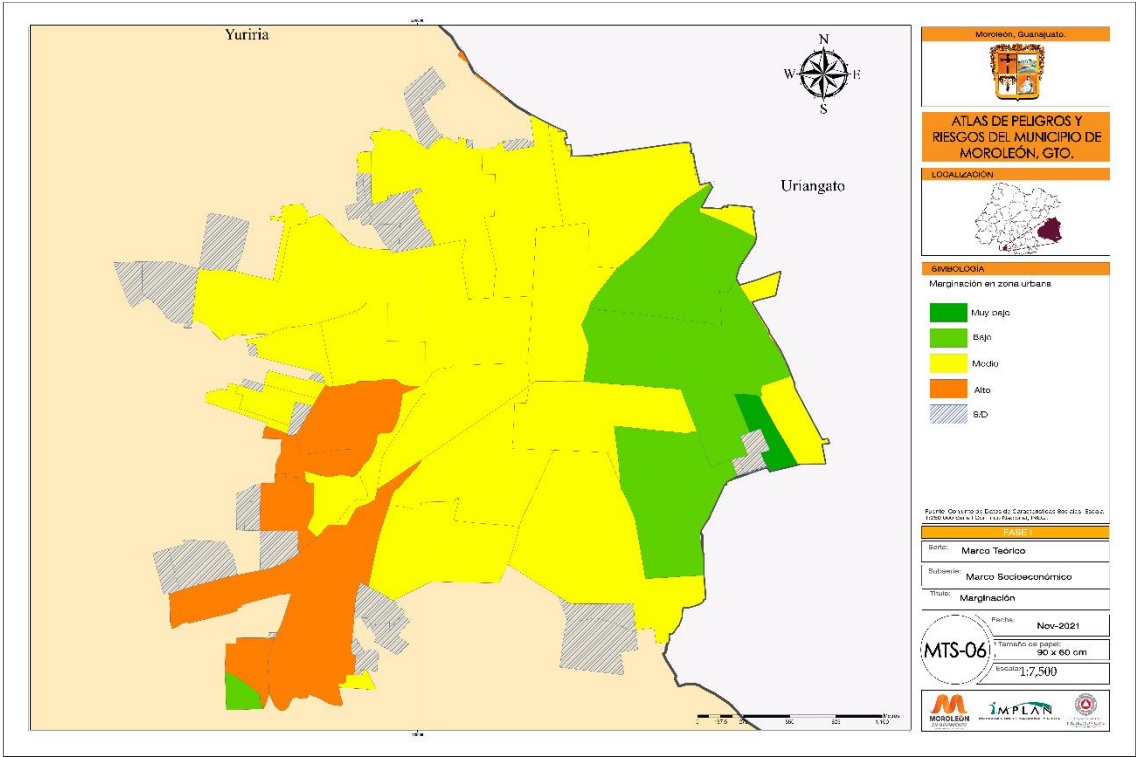 Yuriria
N
W
E
S
Uriangato
Moroleón, Guanajuato.
ATLAS DE PELIGROS Y
RIESGOS DEL MUNICIPIO DE
MOROLEÓN, GTO.
LOCALIZACIÓN
SIMBOLOGÍA
Marginación en zona urbana
Muy bajo
Bajo
Medio
Alto
S/D
FASE I
Serie: Marco Teórico
Subserie: Marco Socioeconómico
Título: Marginación
MTS-06
Fecha: Nov-2021
Tamaño de papel:
90 x 60 cm
Escala: 1:7,500
MOROLEÓN
IMPLAN